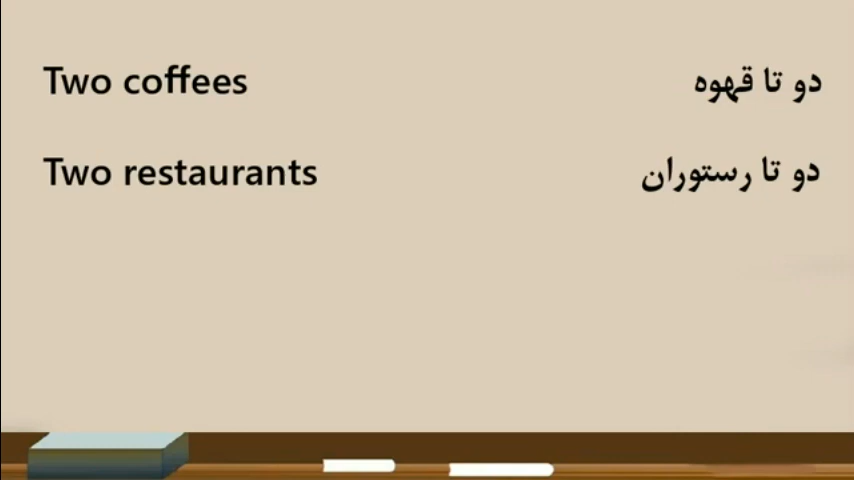 Two coffees دو تا قهوه
Two restaurants دو تا رستوران